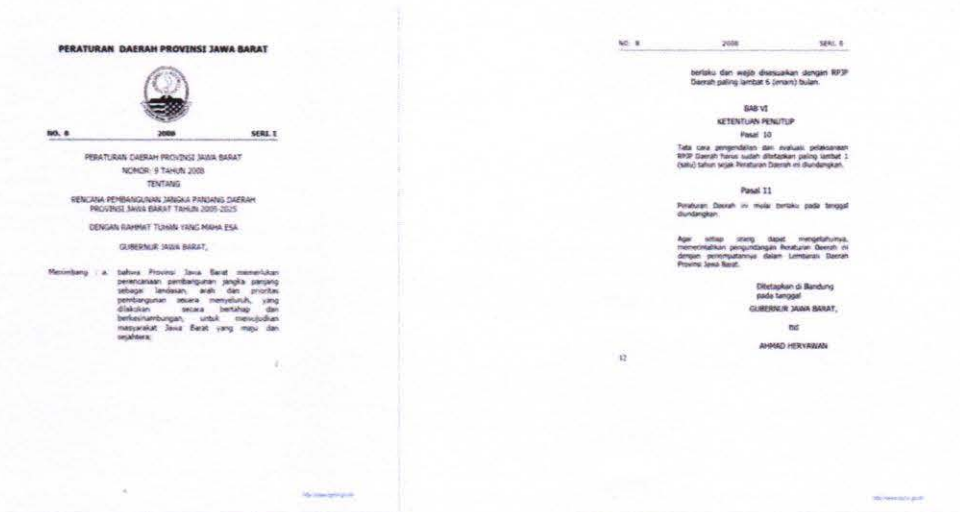 PERATURAN DAERAH PROVINSI JAWA BARAT
NO. 8 2008 SERI. E
PERATURAN DAERAH PROVINSI JAWA BARAT
NOMOR: 9 TAHUN 2008
TENTANG
RENCANA PEMBANGUNAN JANGKA PANJANG DAERAH
PROVINSI JAWA BARAT TAHUN 2005-2025
DENGAN RAHMAT TUHAN YANG MAHA ESA
GUBERNUR JAWA BARAT,
Menimbang : a. bahwa Provinsi Jawa Barat memerlukan
perencanaan pembangunan jangka panjang
sebagai landasan, arah dan prioritas
pembangunan secara menyeluruh, yang
dilakukan secara bertahap dan
berkesinambungan, untuk mewujudkan
masyarakat Jawa Barat yang maju dan
sejahtera;
NO. 8 2008 SERI. E
berlaku dan wajib disesuaikan dengan RPJP
Daerah paling lambat 6 (enam) bulan.
BAB VI
KETENTUAN PENUTUP
Pasal 10
Tata cara pengendalian dan evaluasi pelaksanaan
RPJP Daerah harus sudah ditetapkan paling lambat 1
(satu) tahun sejak Peraturan Daerah ini diundangkan.
Pasal 11
Peraturan Daerah ini mulai berlaku pada tanggal
diundangkan.
Agar setiap orang dapat mengetahuinya,
memerintahkan pengundangan Peraturan Daerah ini
dengan penempatannya dalam Lembaran Daerah
Provinsi Jawa Barat.
Ditetapkan di Bandung
pada tanggal
GUBERNUR JAWA BARAT,
ttd
AHMAD HERYAWAN
12